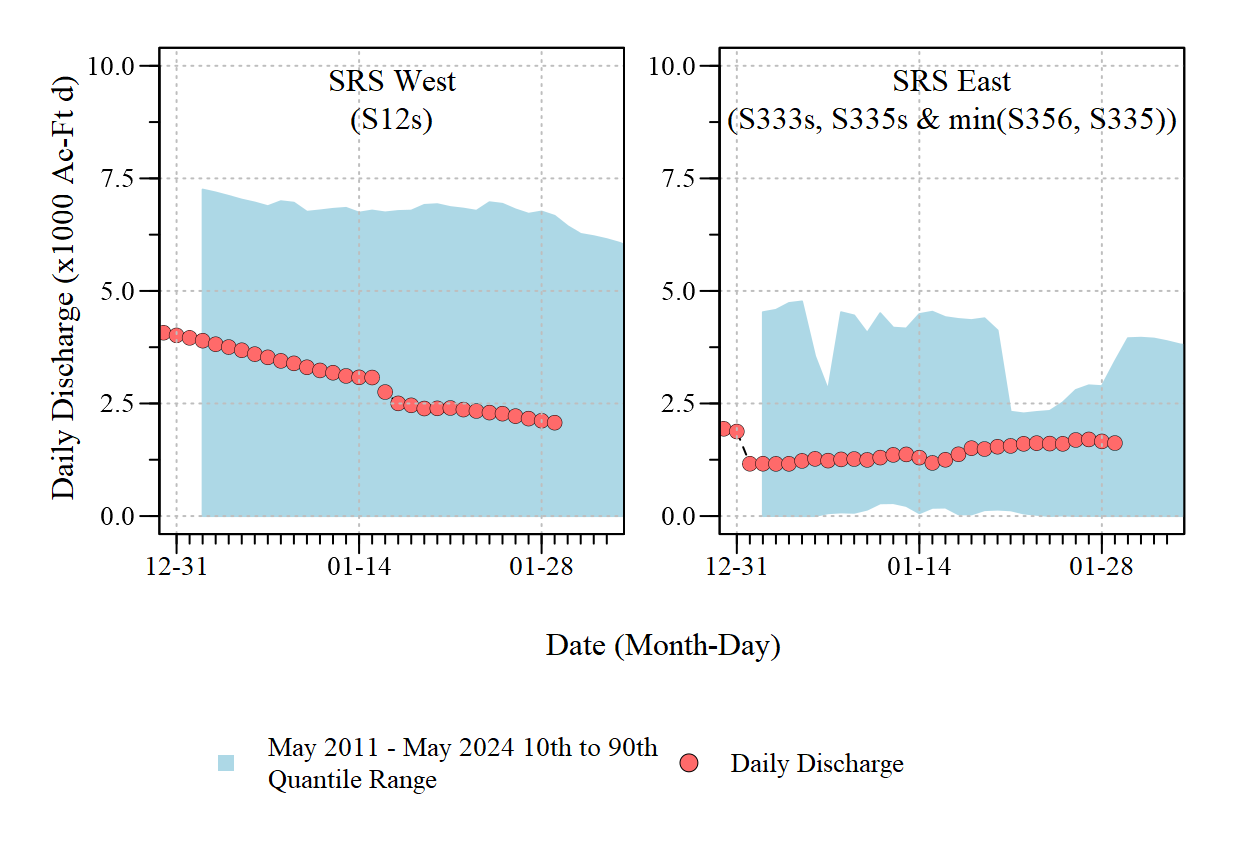 Daily Discharge (x1000 Ac-Ft d)
SRS West
(S12s)
10.0
7.5
5.0
2.5
0.0
12-31
01-14
01-28
SRS East
(S333s, S335s & min(S356, S335))
10.0
7.5
5.0
2.5
0.0
12-31
01-14
01-28
Date (Month-Day)
May 2011 - May 2024 10th to 90th
Quantile Range
Daily Discharge